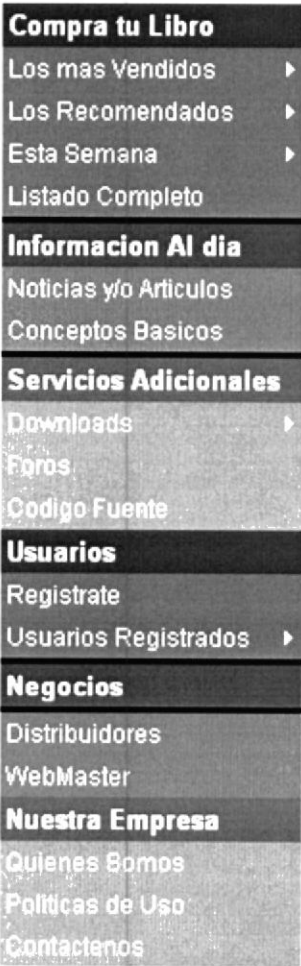 Compra tu Libro
Los mas Vendidos
Los Recomendados
Esta Semana
Listado Completo
Informacion Al dia
Noticias y/o Articulos
Conceptos Basicos
Servicios Adicionales
Downloads
Foros
Codigo Fuente
Usuarios
Registrate
Usuarios Registrados
Negocios
Distribuidores
WebMaster
Nuestra Empresa
Quienes Somos
Politicas de Uso
Contactenos